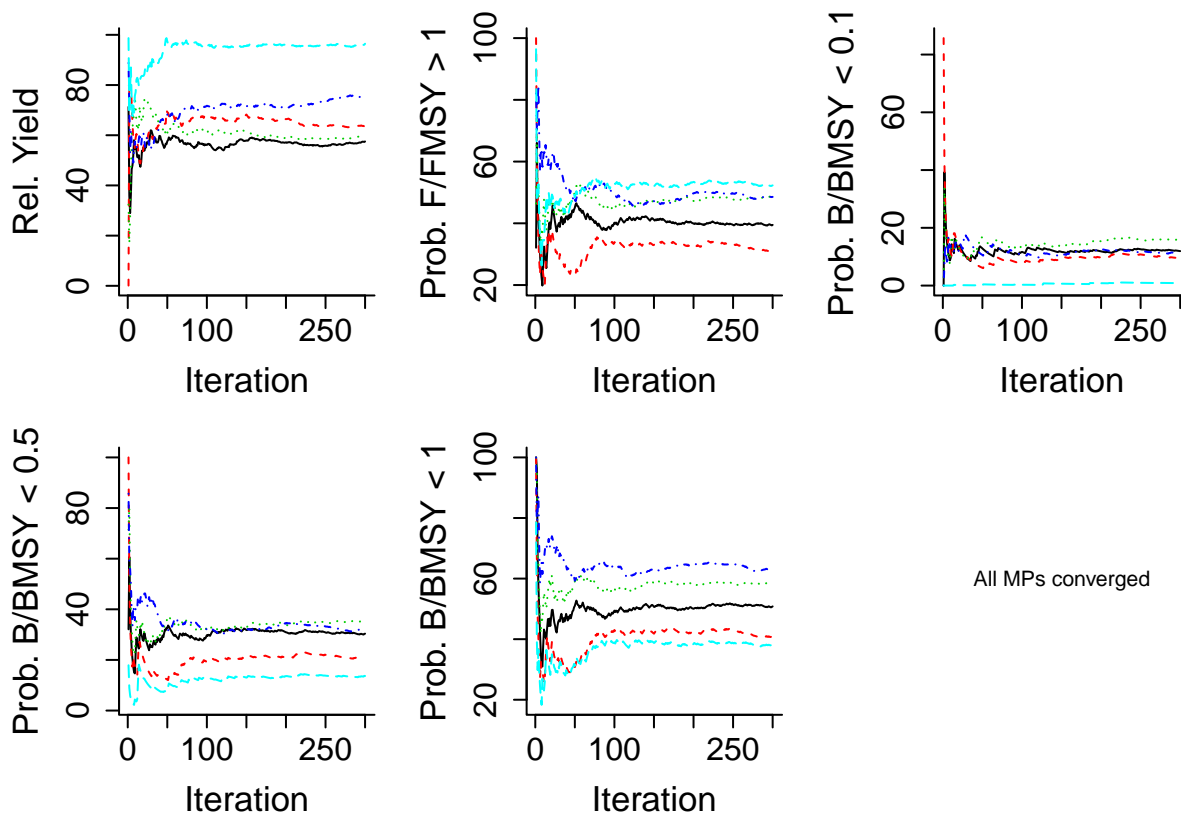 Rel. Yield
0 40 80
0 100 250
Iteration
Prob. F/FMSY > 1
20 60 100
0 100 250
Iteration
Prob. B/BMSY < 0.1
0 20 60
0 100 250
Iteration
Prob. B/BMSY < 0.5
0 40 80
0 100 250
Iteration
Prob. B/BMSY < 1
20 60 100
0 100 250
Iteration
All MPs converged